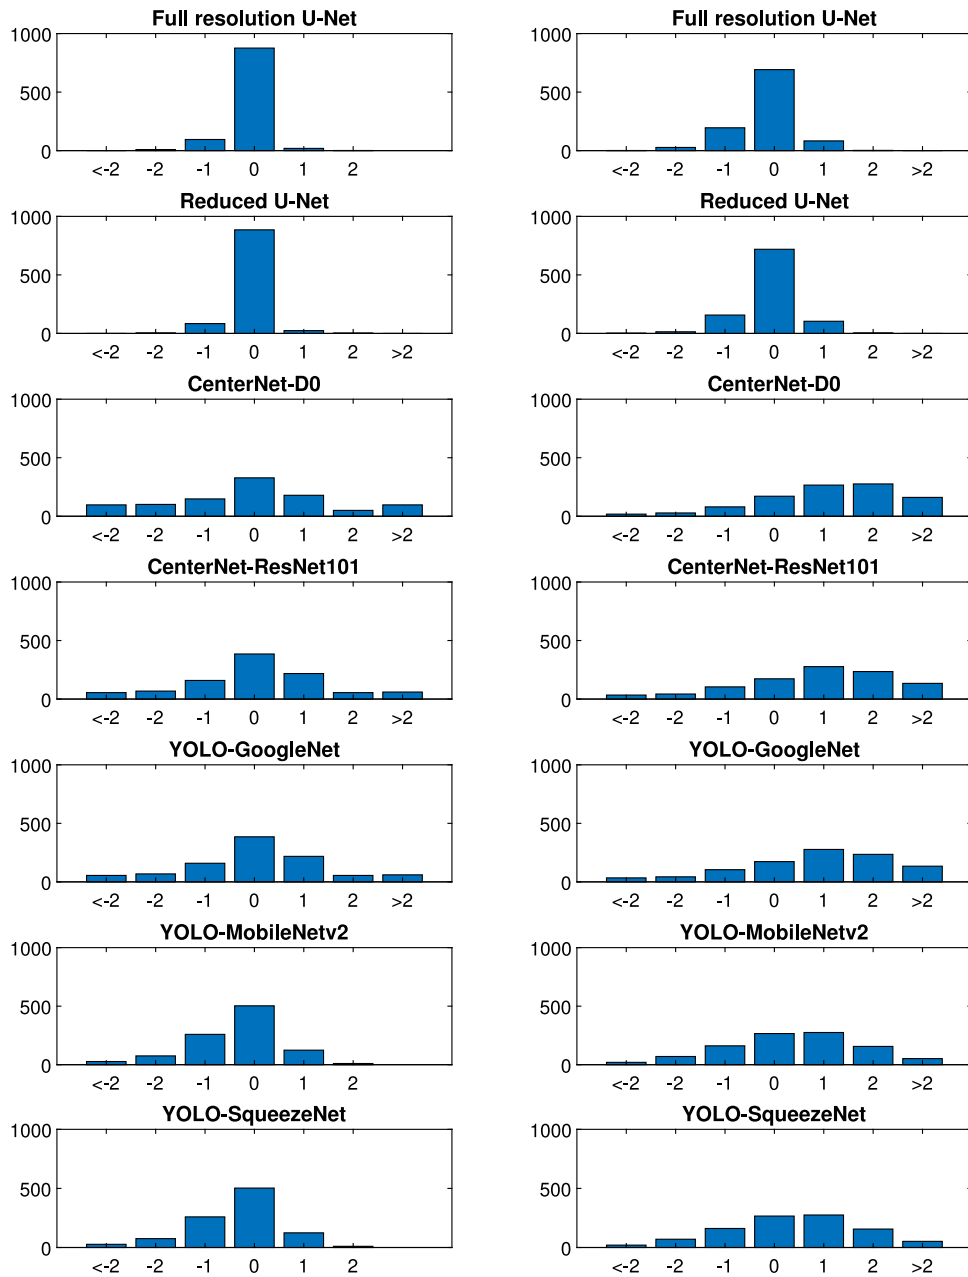 Full resolution U-Net Full resolution U-Net
1000 1000
500 500
0 0
<-2 -2 -1 0 1 2 <-2 -2 -1 0 1 2 >2
Reduced U-Net Reduced U-Net
1000 1000
500 500
0 0
<-2 -2 -1 0 1 2 >2 <-2 -2 -1 0 1 2 >2
CenterNet-D0 CenterNet-D0
1000 1000
500 500
0 0
<-2 -2 -1 0 1 2 >2 <-2 -2 -1 0 1 2 >2
CenterNet-ResNet101 CenterNet-ResNet101
1000 1000
500 500
0 0
<-2 -2 -1 0 1 2 >2 <-2 -2 -1 0 1 2 >2
YOLO-GoogleNet YOLO-GoogleNet
1000 1000
500 500
0 0
<-2 -2 -1 0 1 2 >2 <-2 -2 -1 0 1 2 >2
YOLO-MobileNetv2 YOLO-MobileNetv2
1000 1000
500 500
0 0
<-2 -2 -1 0 1 2 <-2 -2 -1 0 1 2 >2
YOLO-SqueezeNet YOLO-SqueezeNet
1000 1000
500 500
0 0
<-2 -2 -1 0 1 2 <-2 -2 -1 0 1 2 >2